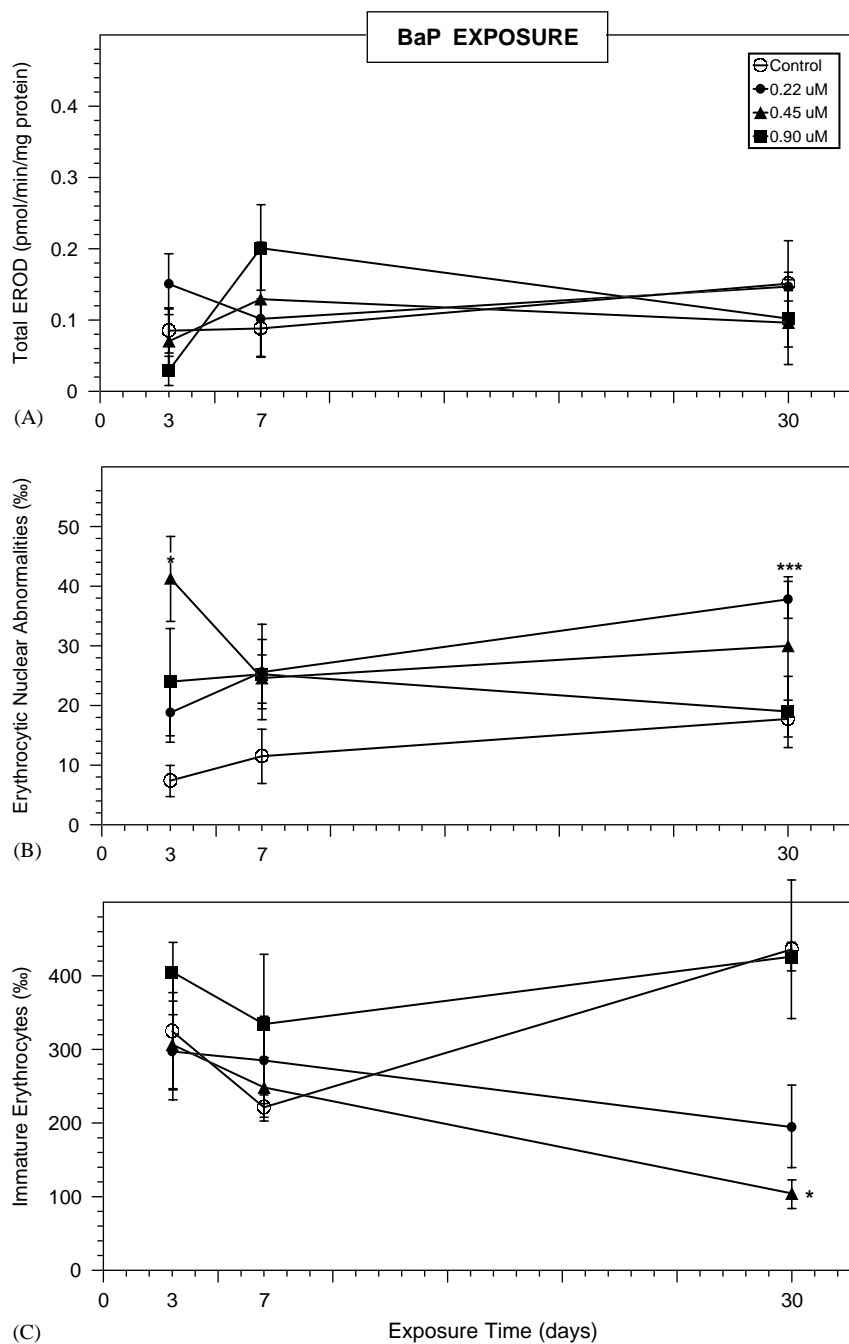 BaP EXPOSURE
Control
0.22 uM
0.45 uM
0.90 uM
Total EROD (pmol/min/mg protein)
0.4
0.3
0.2
0.1
0
(A)
0 3 7 30
Erythrocytic Nuclear Abnormalities (‰)
50
40
30
20
10
0
*
***
(B)
0 3 7 30
Immature Erythrocytes (‰)
400
300
200
100
0
*
0 3 7 30
(C)
Exposure Time (days)